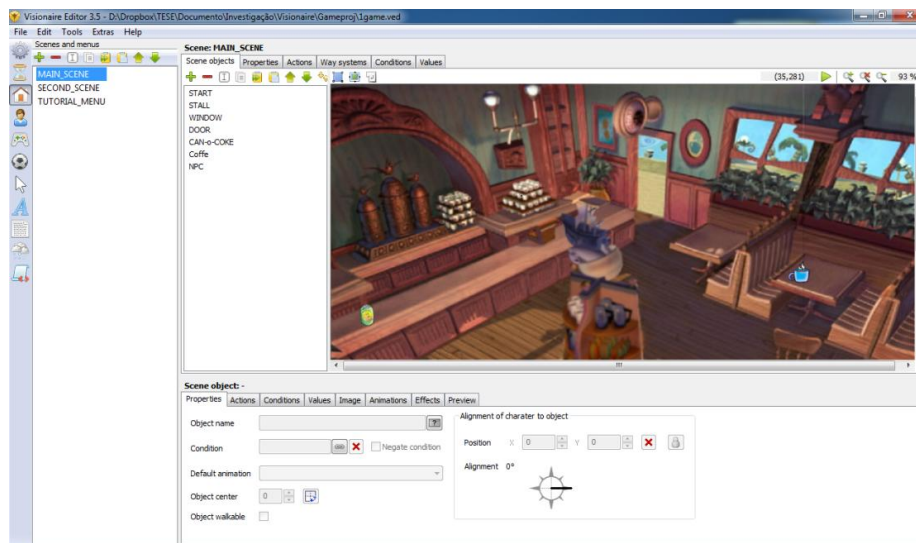 Visionaire Editor 3.5 - D:\Dropbox\TESE\Documento\Investigação\Visionaire\Gameproj\1game.ved
File Edit Tools Extras Help
Scenes and menus
MAIN_SCENE
SECOND_SCENE
TUTORIAL_MENU
Scene: MAIN_SCENE
Scene objects Properties Actions Way systems Conditions Values
(35,281) 93 %
START
STALL
WINDOW
DOOR
CAN-o-COKE
Coffe
NPC
Scene object: -
Properties Actions Conditions Values Image Animations Effects Preview
Object name
Condition Negate condition
Default animation
Object center 0
Object walkable
Alignment of charater to object
Position X 0 Y 0
Alignment 0°